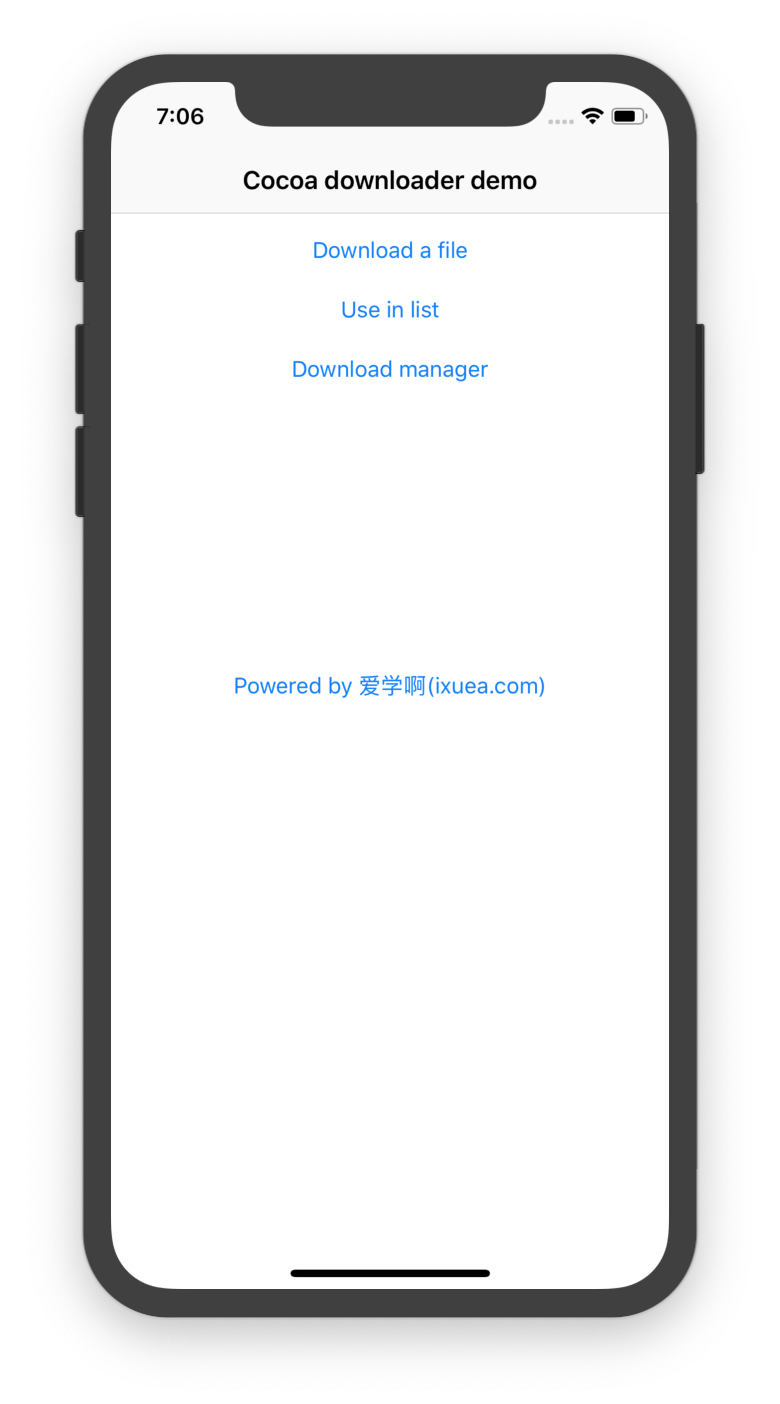 7:06
Cocoa downloader demo
Download a file
Use in list
Download manager
Powered by 爱学啊(ixuea.com)